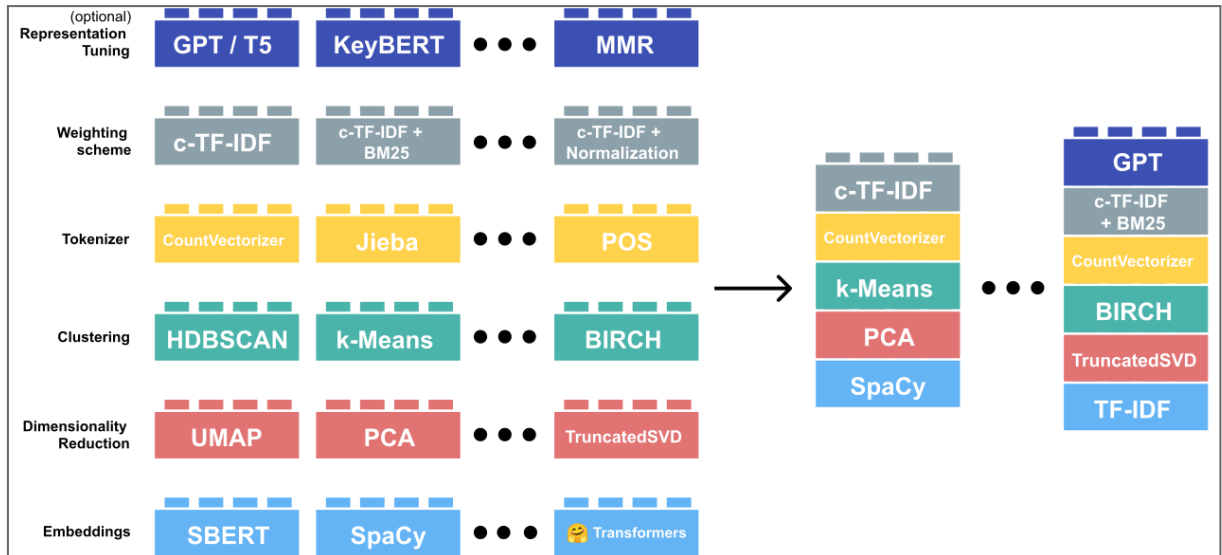 (optional)
Representation
Tuning
GPT / T5
KeyBERT
MMR
Weighting
scheme
c-TF-IDF
c-TF-IDF +
BM25
c-TF-IDF +
Normalization
Tokenizer
CountVectorizer
Jieba
POS
Clustering
HDBSCAN
k-Means
BIRCH
Dimensionality
Reduction
UMAP
PCA
TruncatedSVD
Embeddings
SBERT
SpaCy
🤗 Transformers
c-TF-IDF
CountVectorizer
k-Means
PCA
SpaCy
GPT
c-TF-IDF
+ BM25
CountVectorizer
BIRCH
TruncatedSVD
TF-IDF